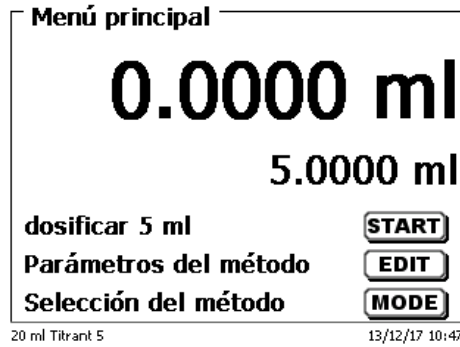 Menú principal
0.0000 ml
5.0000 ml
dosificar 5 ml START
Parámetros del método EDIT
Selección del método MODE
20 ml Titrant 5 13/12/17 10:47